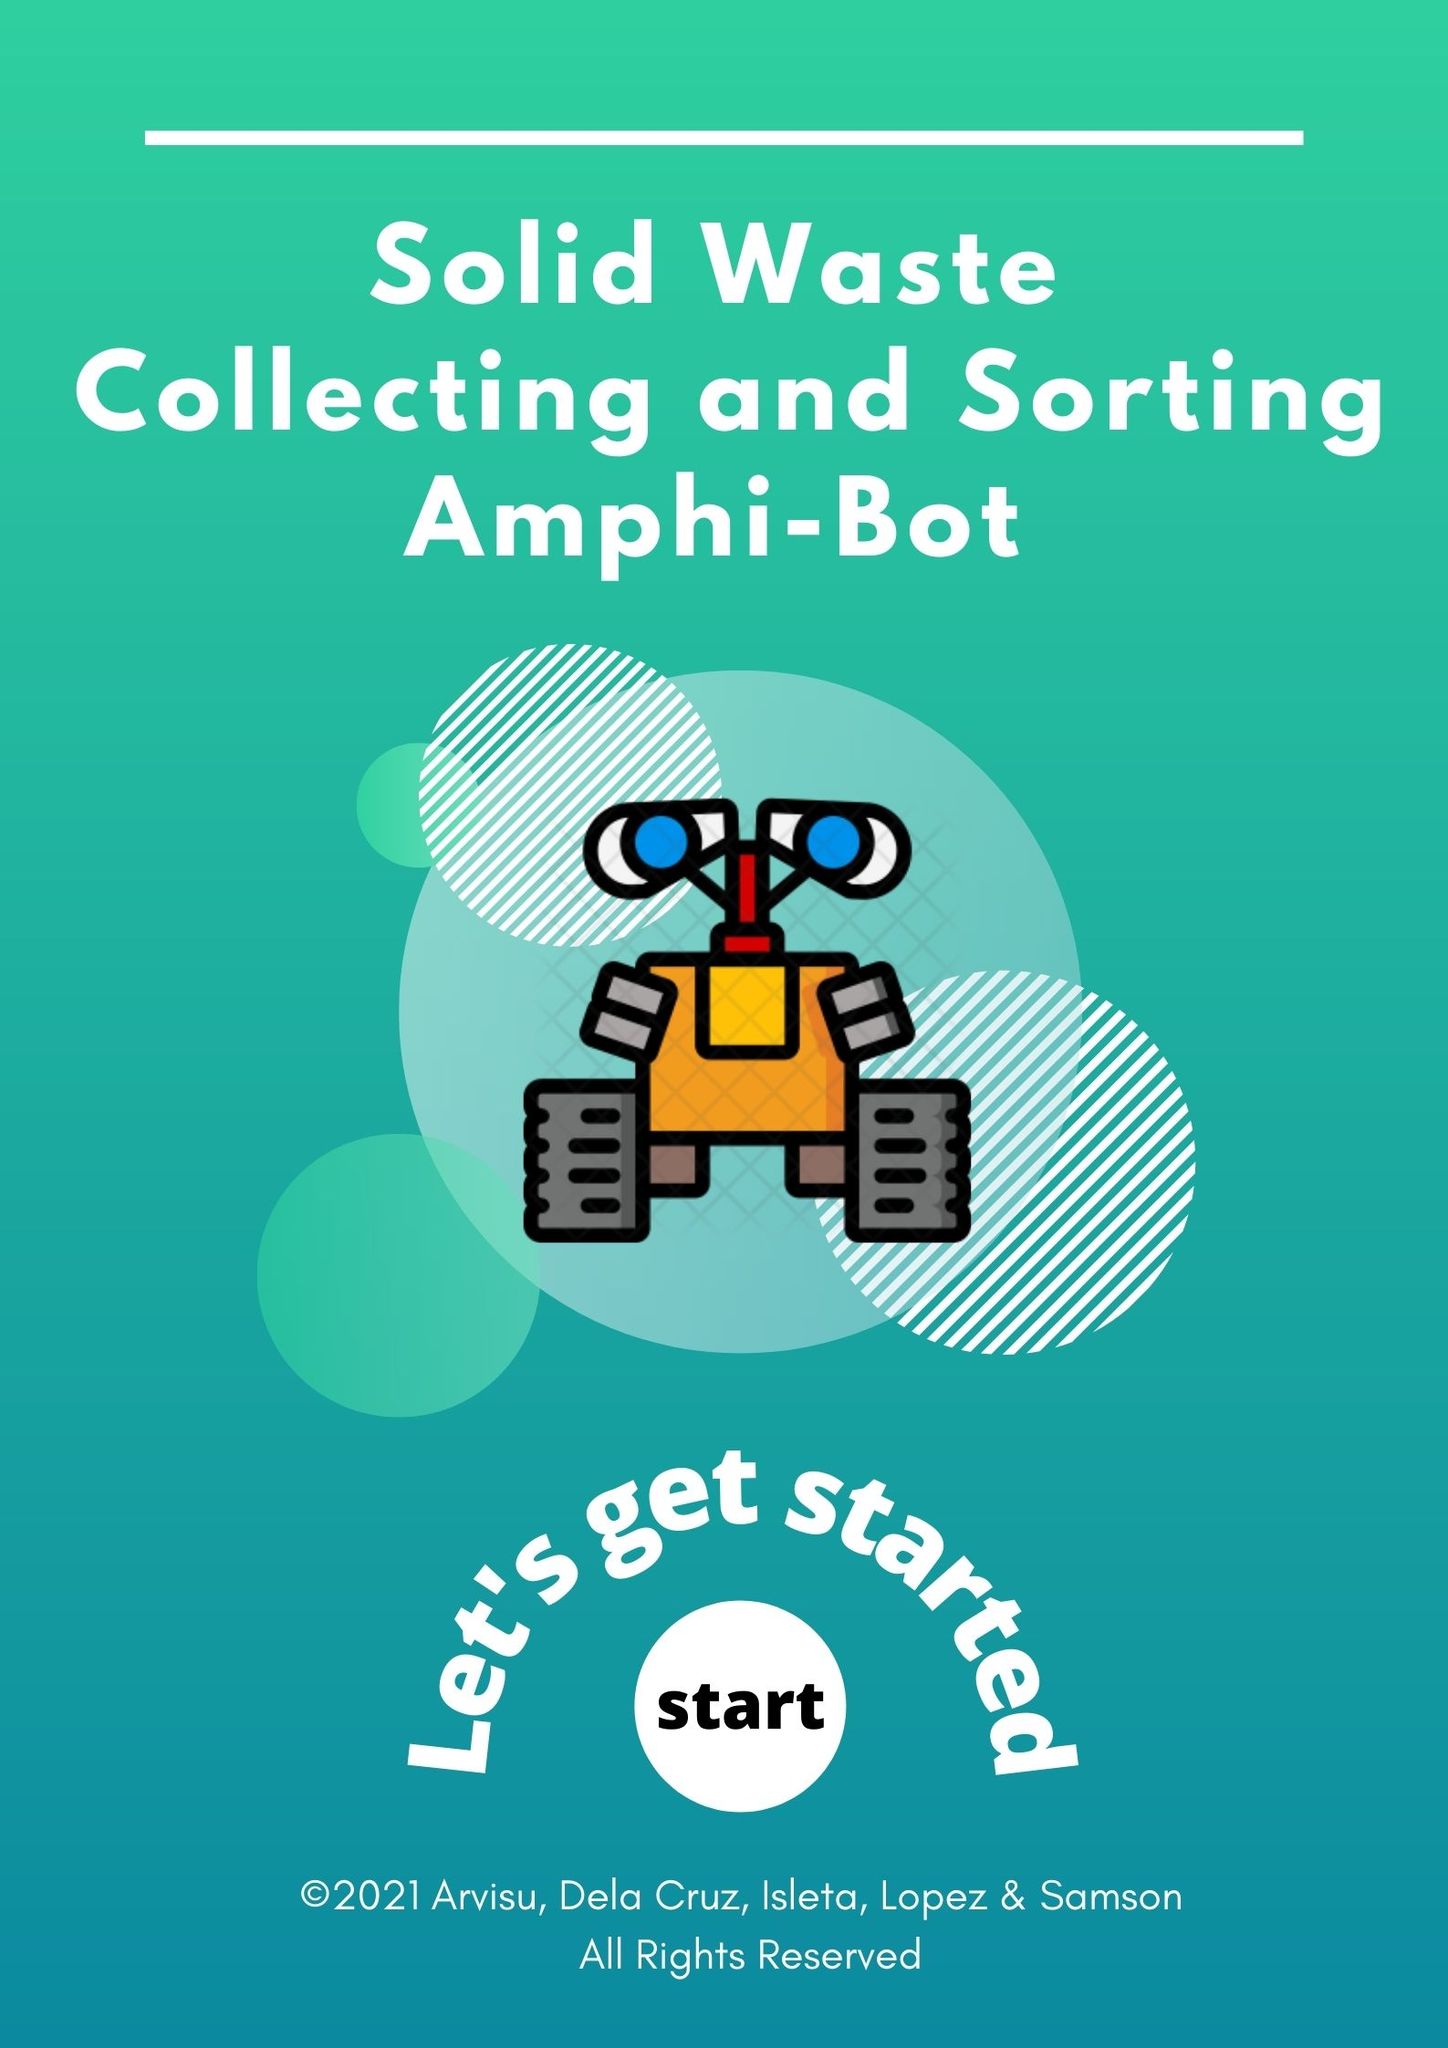 Solid Waste
Collecting and Sorting
Amphi-Bot
Let's get started
start
©2021 Arvisu, Dela Cruz, Isleta, Lopez & Samson
All Rights Reserved